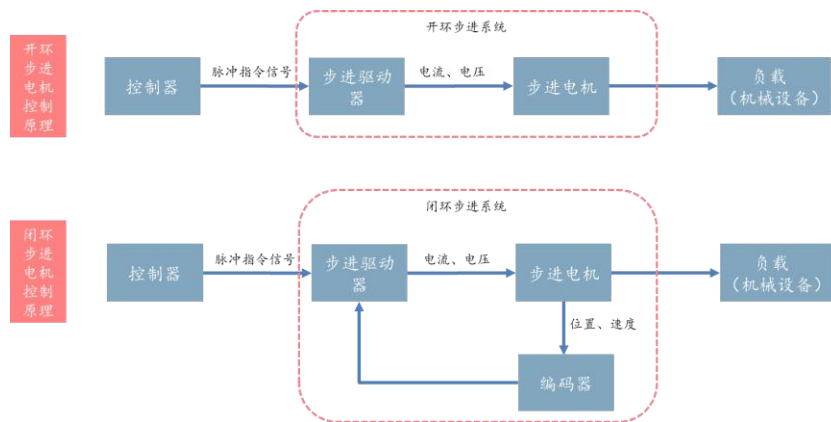 开环步进系统
开环
步进
电机
控制
原理
控制器
脉冲指令信号
步进驱动
器
电流、电压
步进电机
负载
（机械设备）
闭环步进系统
闭环
步进
电机
控制
原理
控制器
脉冲指令信号
步进驱动
器
电流、电压
步进电机
负载
（机械设备）
位置、速度
编码器